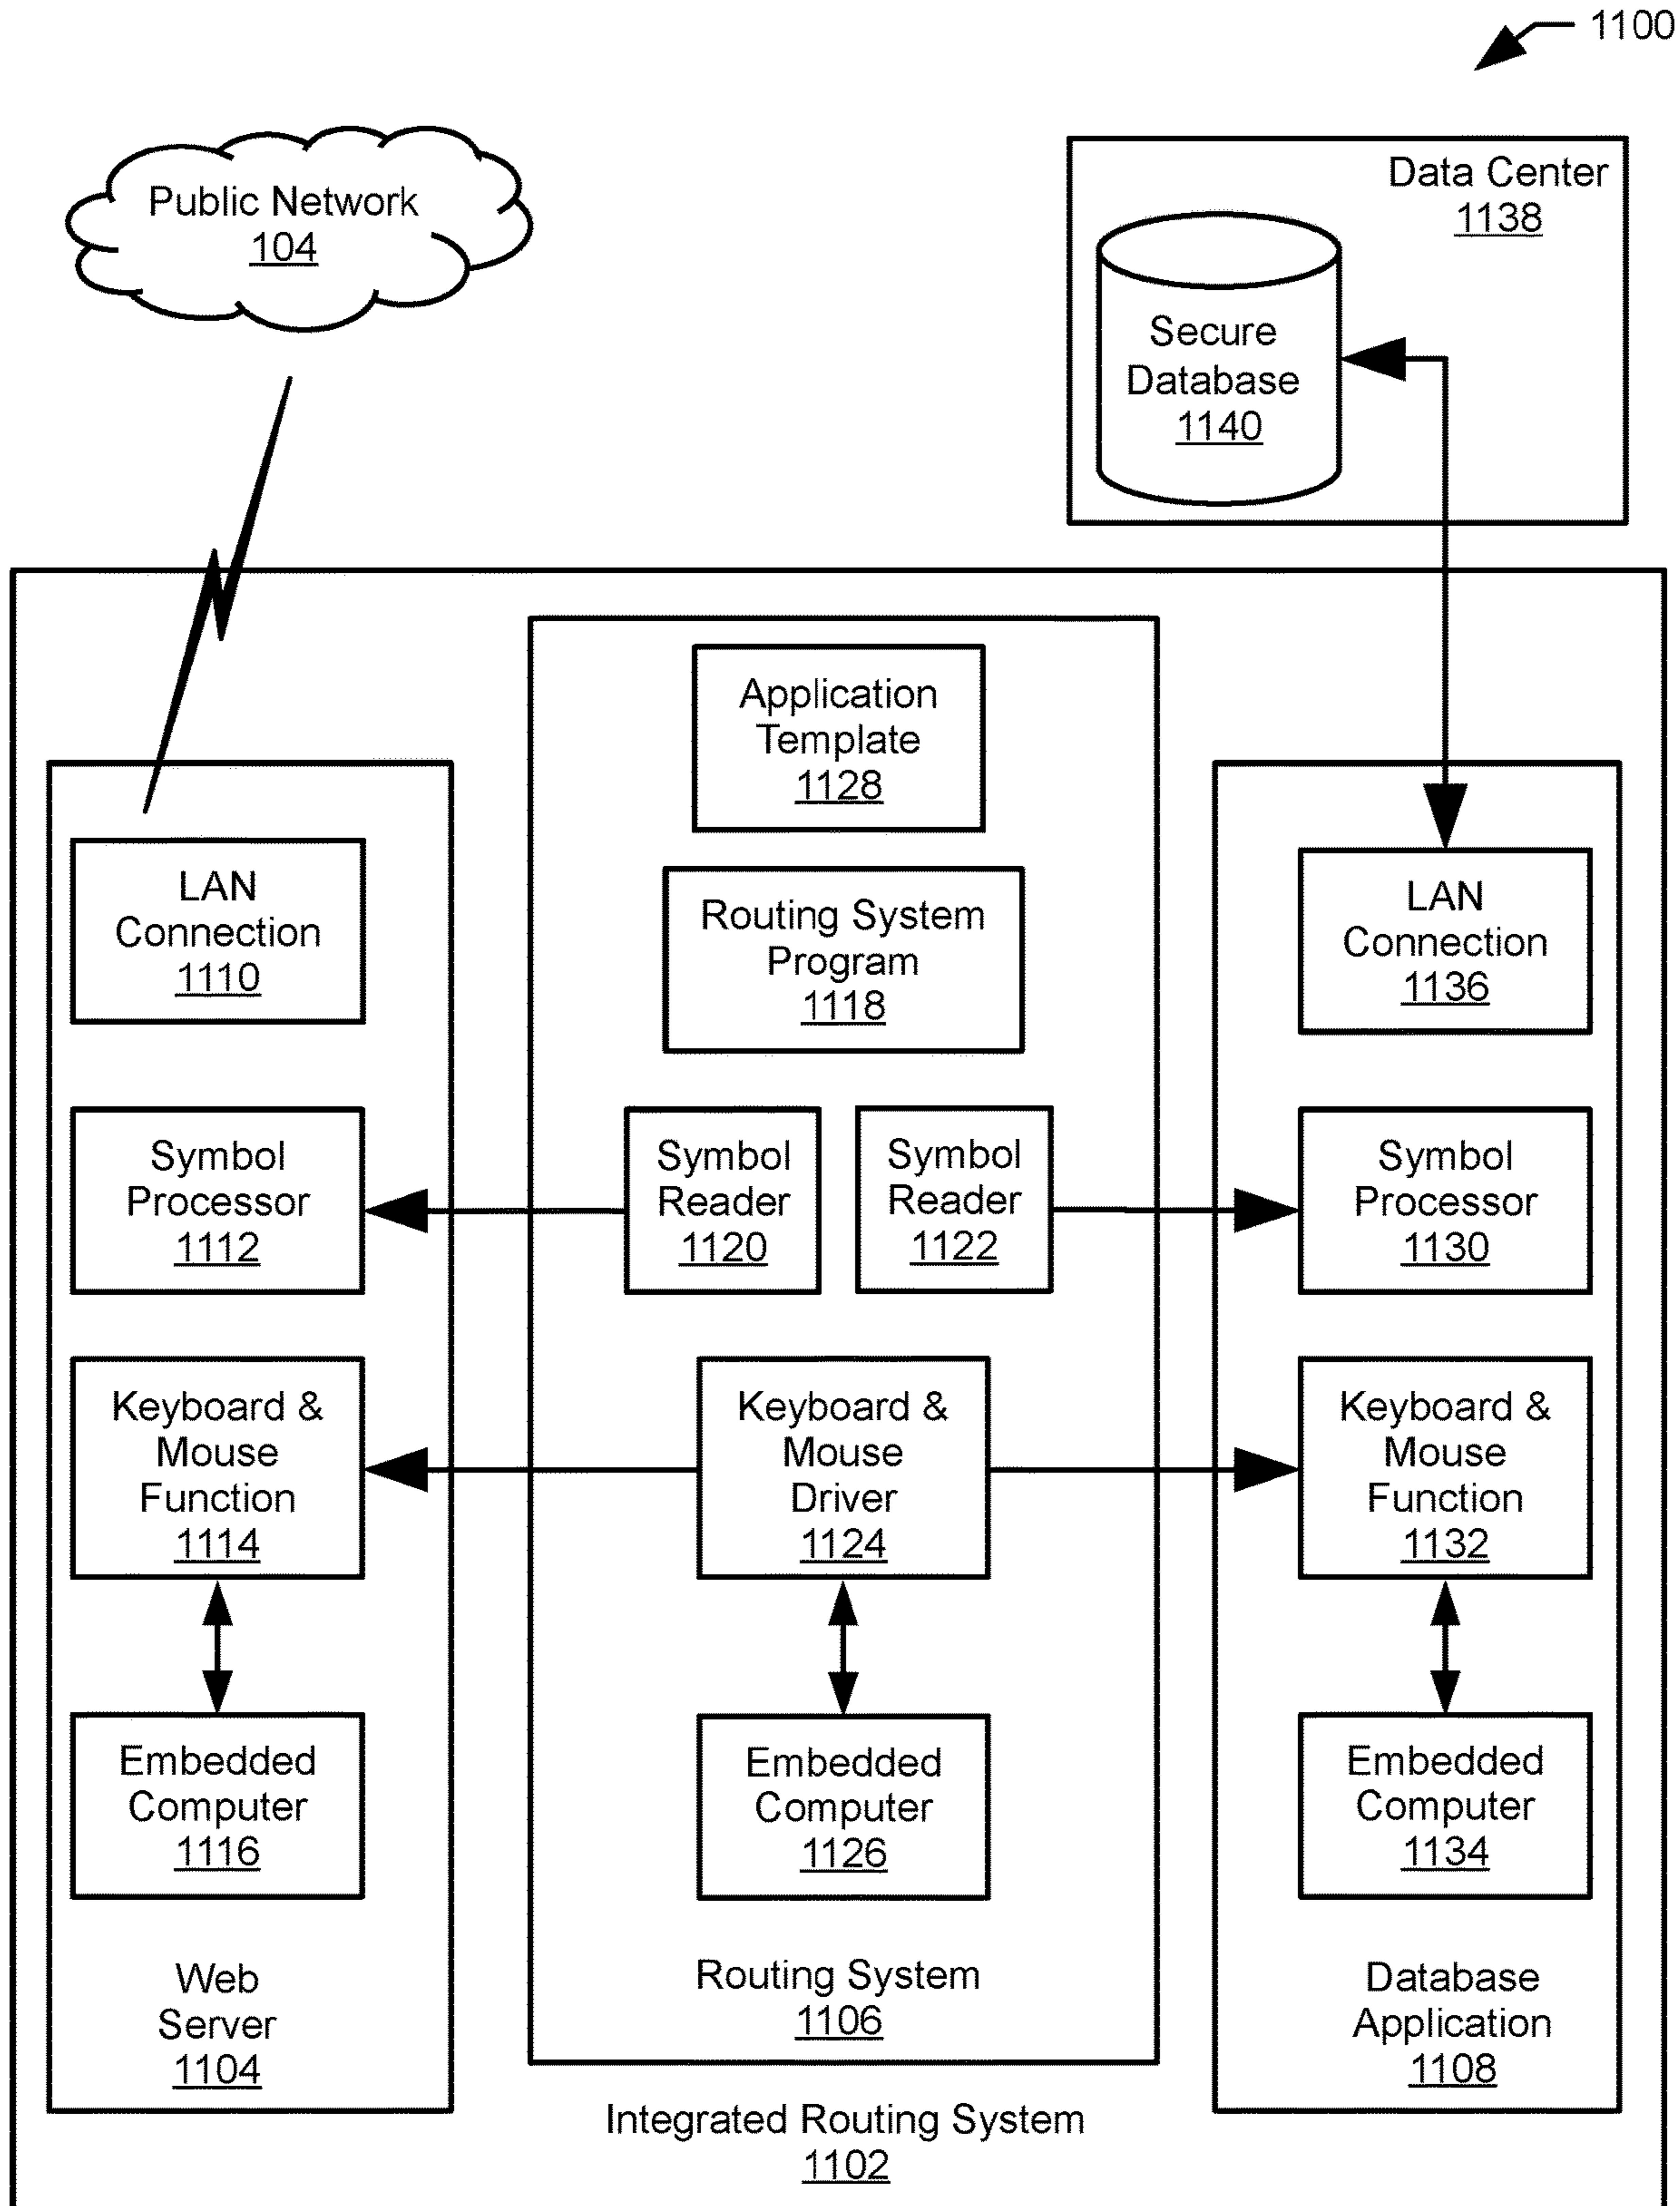 1100
Public Network
104
Data Center
1138
Secure
Database
1140
Application
Template
1128
LAN
Connection
1110
Routing System
Program
1118
LAN
Connection
1136
Symbol
Processor
1112
Symbol
Reader
1120
Symbol
Reader
1122
Symbol
Processor
1130
Keyboard &
Mouse
Function
1114
Keyboard &
Mouse
Driver
1124
Keyboard &
Mouse
Function
1132
Embedded
Computer
1116
Embedded
Computer
1126
Embedded
Computer
1134
Web
Server
1104
Routing System
1106
Database
Application
1108
Integrated Routing System
1102